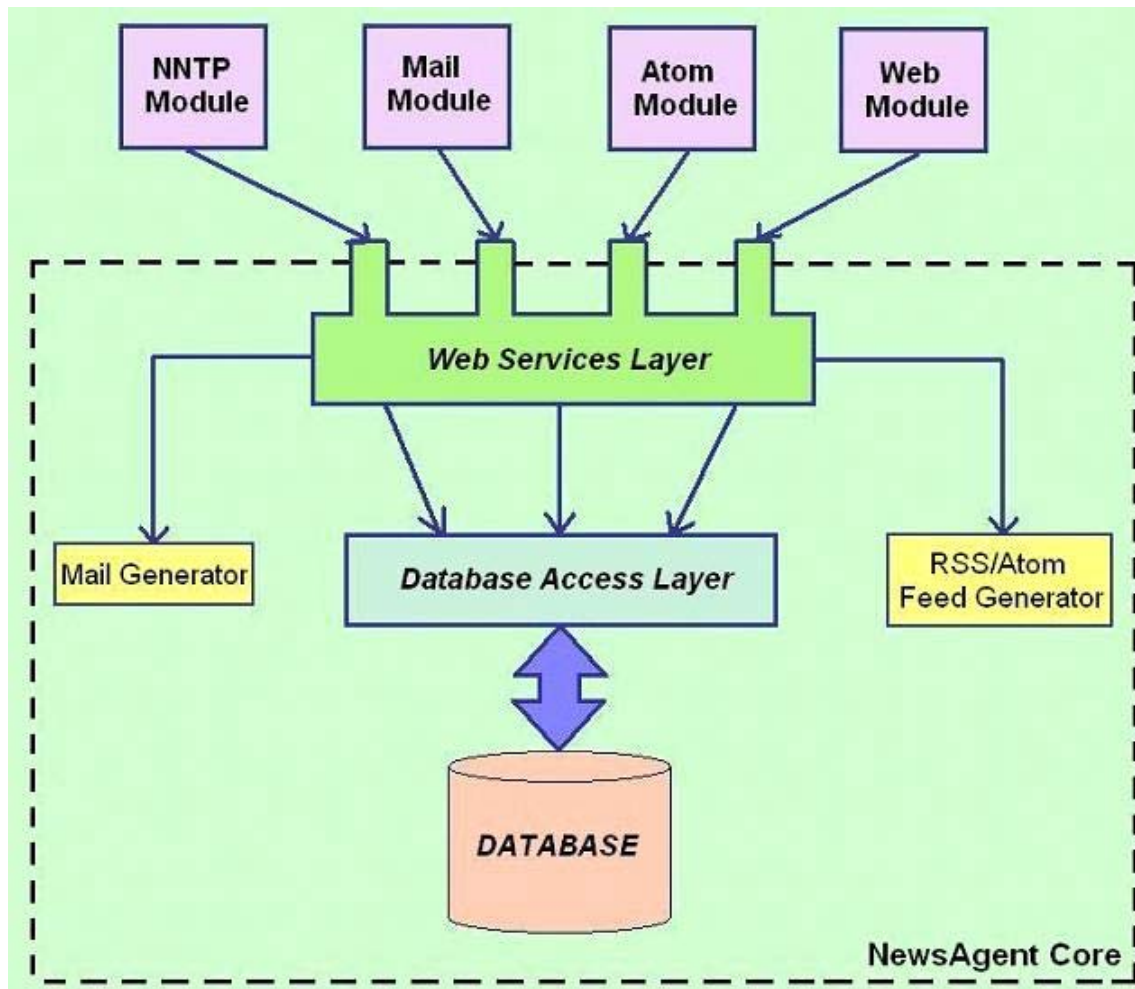 NNTP
Module
Mail
Module
Atom
Module
Web
Module
Web Services Layer
Mail Generator
Database Access Layer
RSS/Atom
Feed Generator
DATABASE
NewsAgent Core